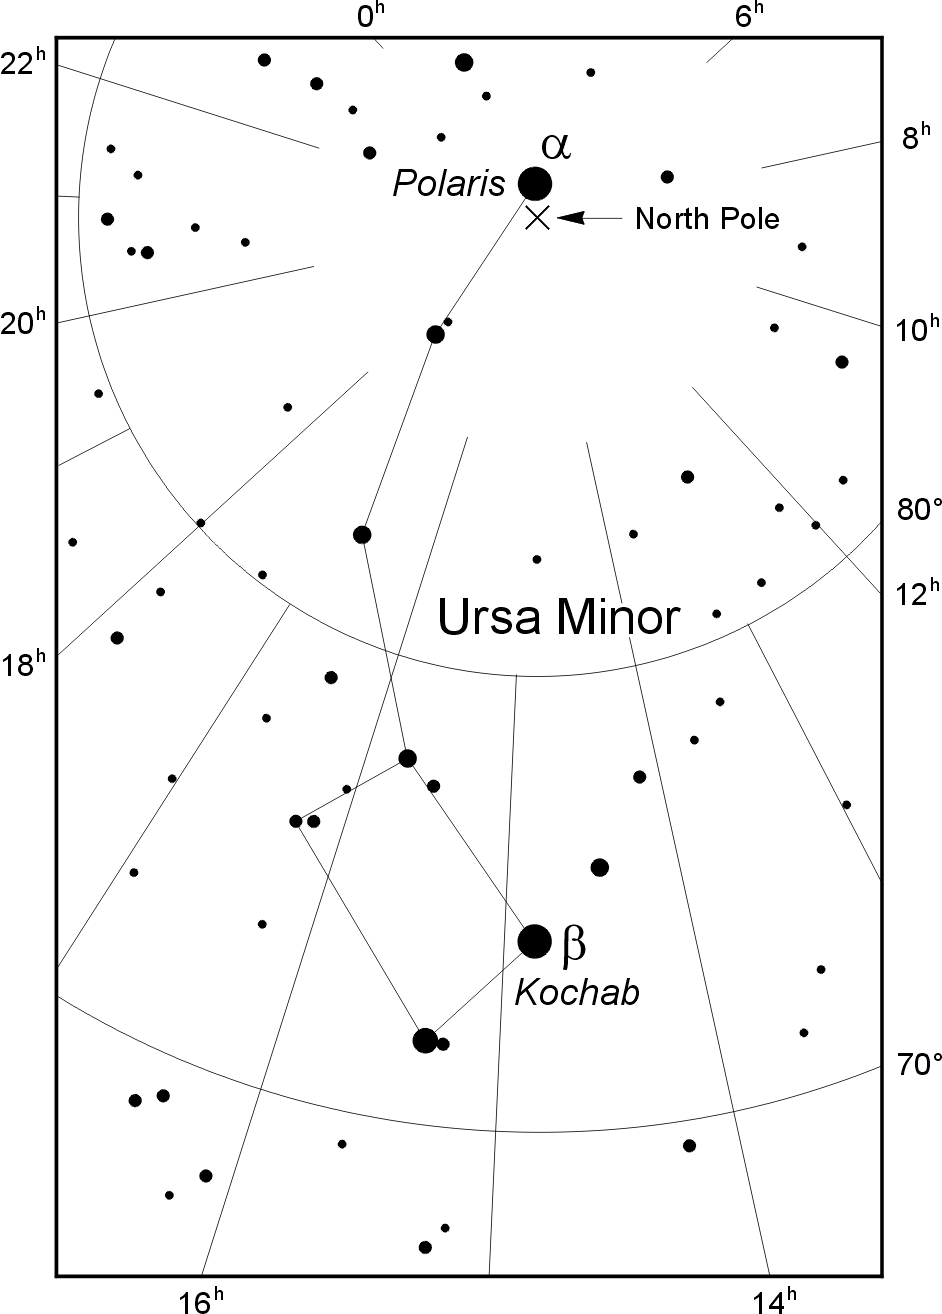 0h
6h
22h
8h
α
Polaris
North Pole
20h
10h
80°
12h
Ursa Minor
18h
β
Kochab
70°
16h
14h